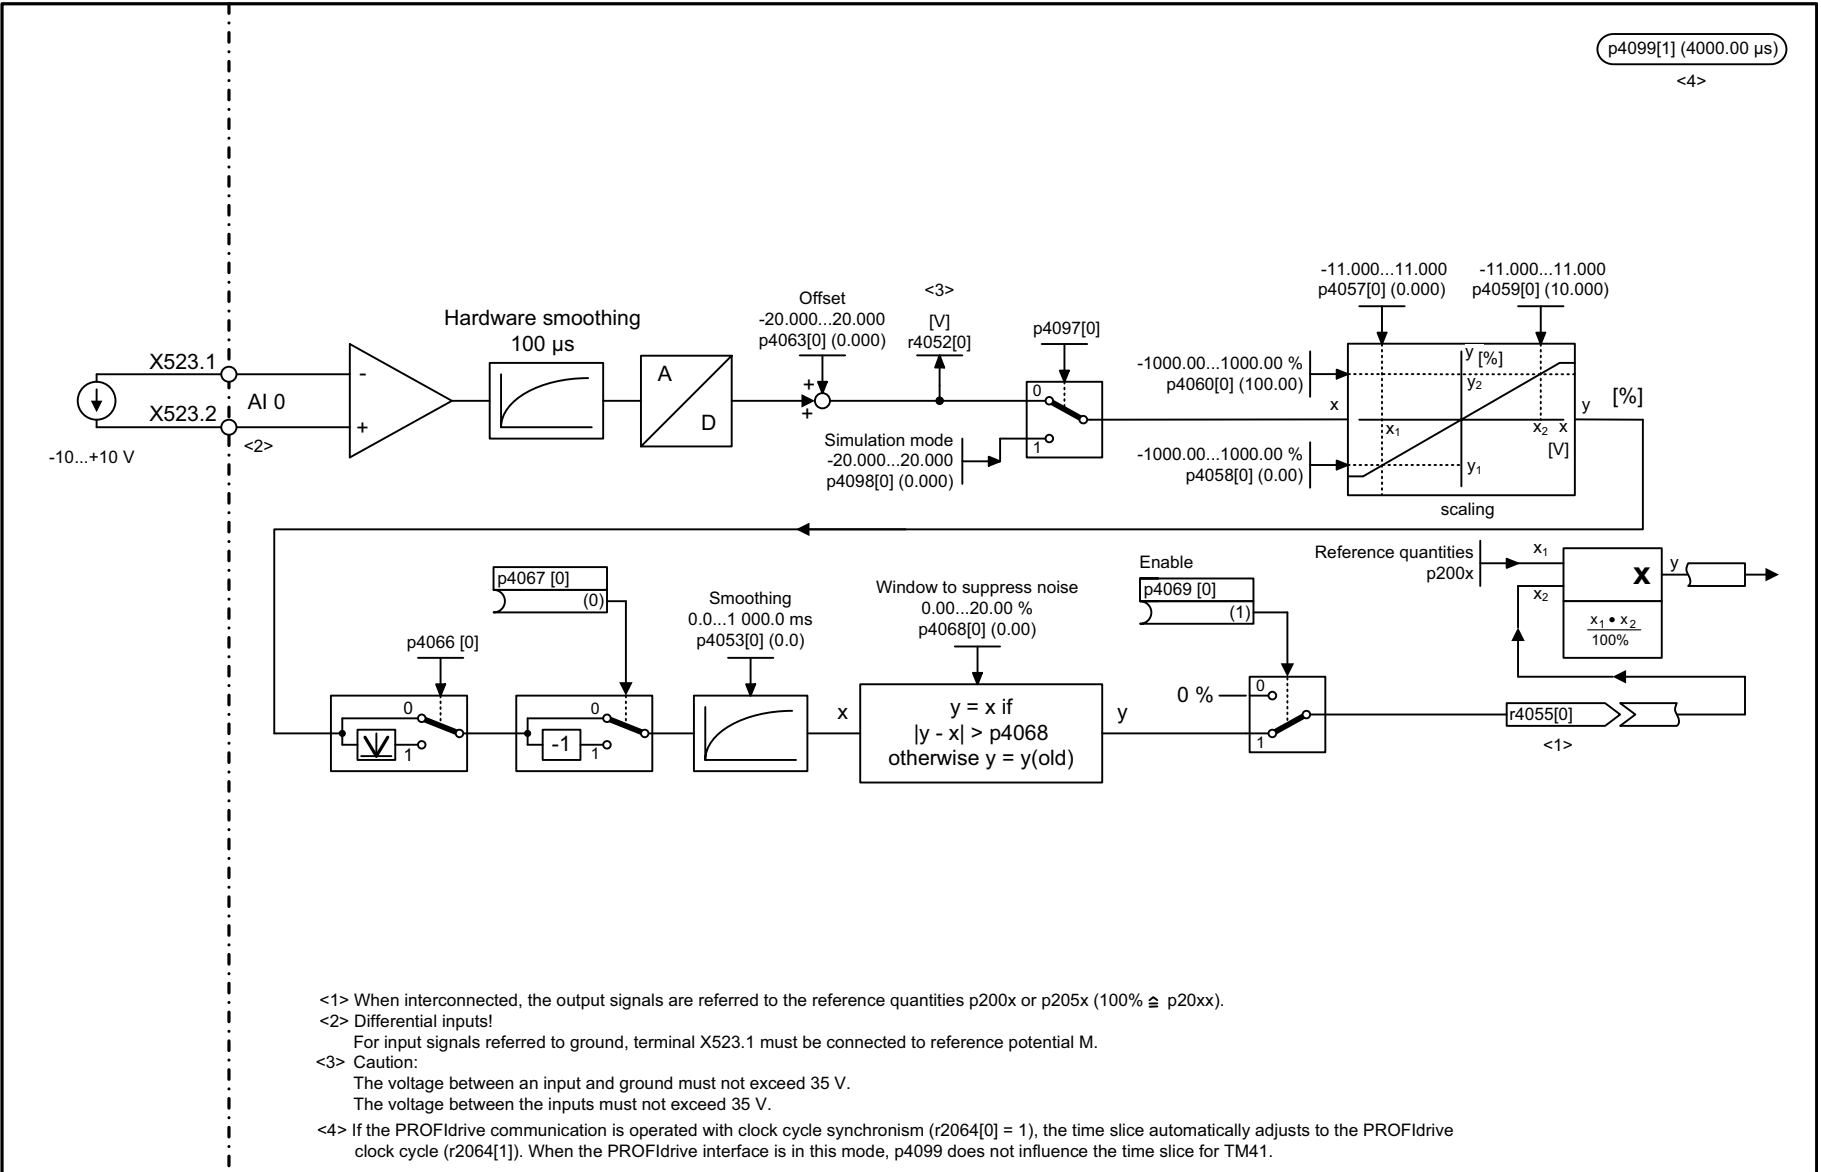 p4099[1] (4000.00 µs)
<4>
-11.000...11.000
p4057[0] (0.000)
-11.000...11.000
p4059[0] (10.000)
Offset
-20.000...20.000
p4063[0] (0.000)
<3>
[V]
r4052[0]
p4097[0]
Hardware smoothing
100 µs
X523.1
X523.2
AI 0
<2>
-10...+10 V
-
+
A
D
+
+
0
1
Simulation mode
-20.000...20.000
p4098[0] (0.000)
-1000.00...1000.00 %
p4060[0] (100.00)
-1000.00...1000.00 %
p4058[0] (0.00)
x
y [%]
y2
x1
x2 x
[V]
y1
y
[%]
scaling
Reference quantities
p200x
x1
x2
X
y
x1 • x2
100%
p4067 [0]
(0)
p4066 [0]
0
1
0
-1
1
Smoothing
0.0...1 000.0 ms
p4053[0] (0.0)
Window to suppress noise
0.00...20.00 %
p4068[0] (0.00)
x
y = x if
|y - x| > p4068
otherwise y = y(old)
y
Enable
p4069 [0]
(1)
0 %
0
1
r4055[0]
<1>
<1> When interconnected, the output signals are referred to the reference quantities p200x or p205x (100% ≙ p20xx).
<2> Differential inputs!
For input signals referred to ground, terminal X523.1 must be connected to reference potential M.
<3> Caution:
The voltage between an input and ground must not exceed 35 V.
The voltage between the inputs must not exceed 35 V.
<4> If the PROFIdrive communication is operated with clock cycle synchronism (r2064[0] = 1), the time slice automatically adjusts to the PROFIdrive
clock cycle (r2064[1]). When the PROFIdrive interface is in this mode, p4099 does not influence the time slice for TM41.